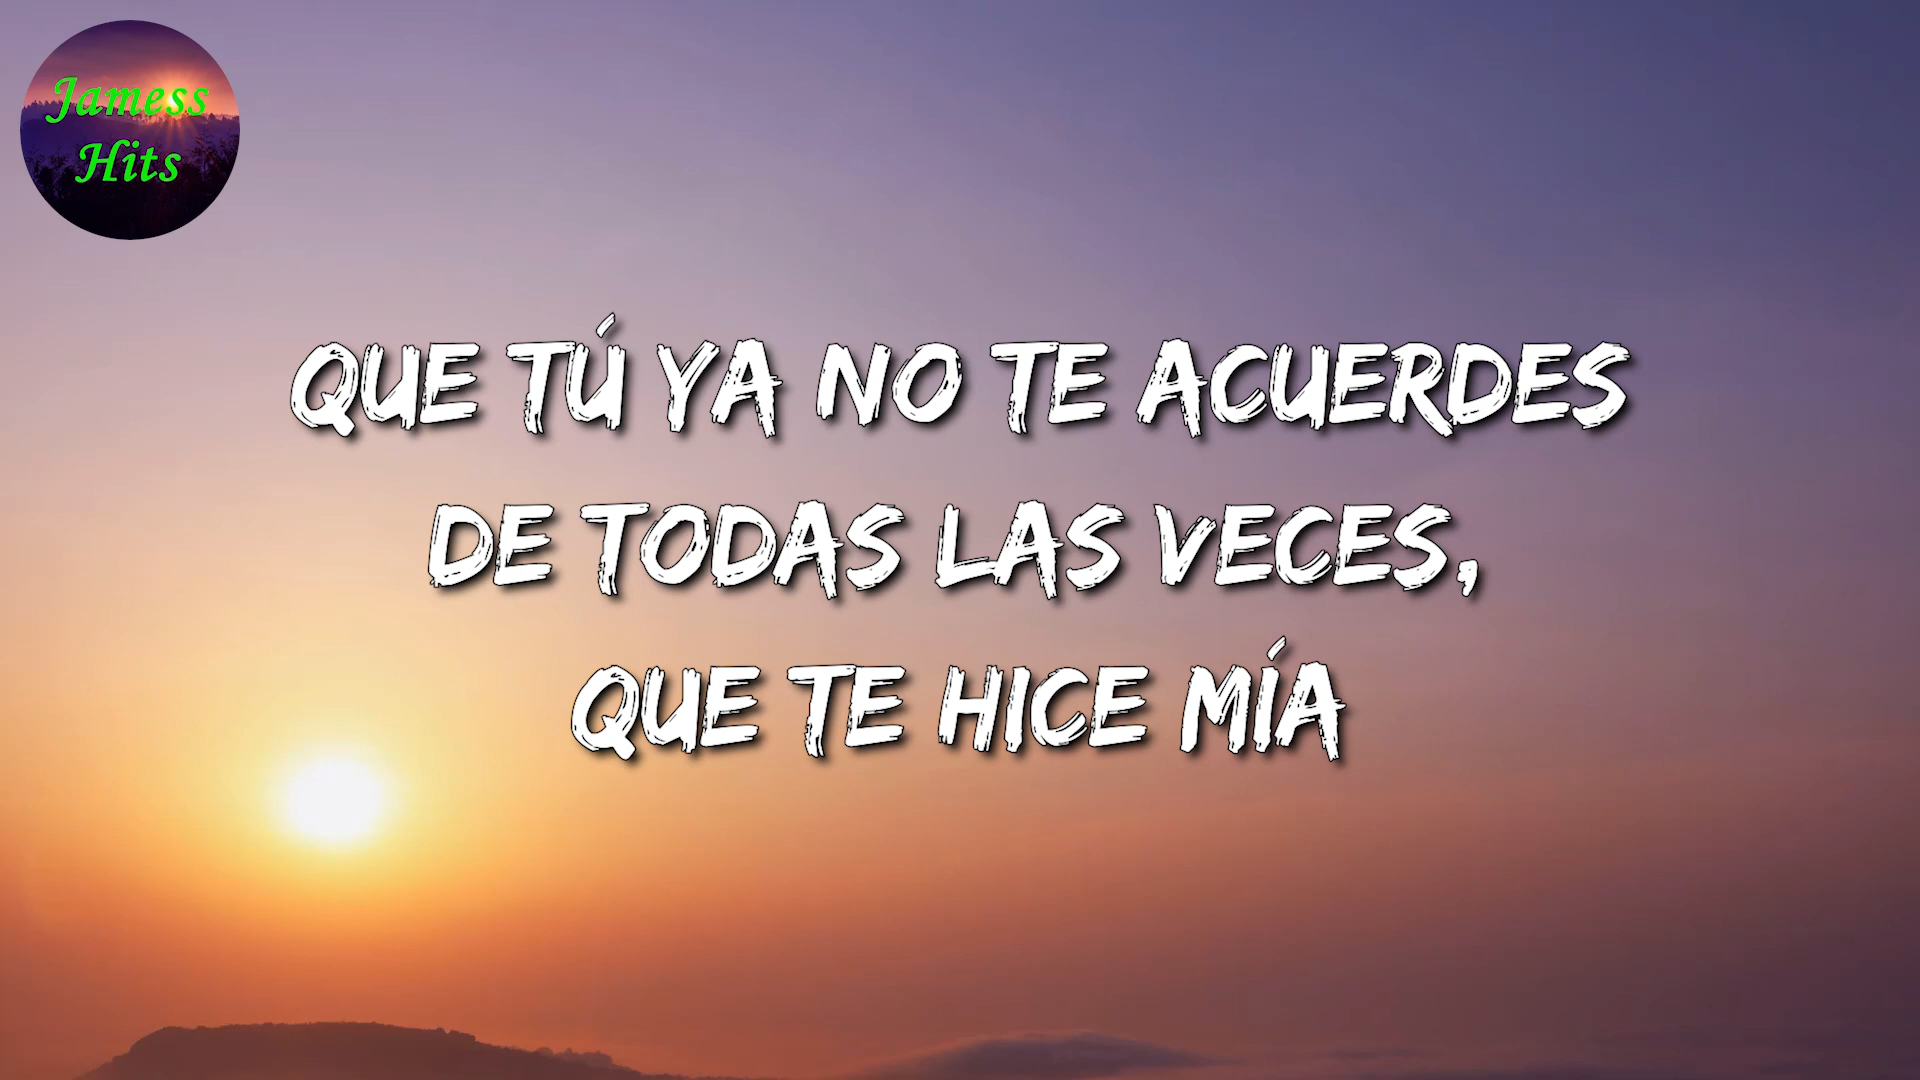 Jamess
Hits
QUE TÚ YA NO TE ACUERDES
DE TODAS LAS VECES,
QUE TE HICE MÍA